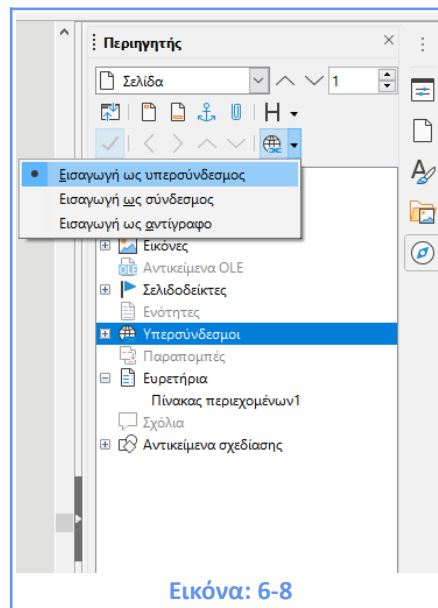 Περιηγητής
Σελίδα 1
Εισαγωγή ως υπερσύνδεσμος
Εισαγωγή ως σύνδεσμος
Εισαγωγή ως αντίγραφο
Εικόνες
OLE Αντικείμενα OLE
Σελιδοδείκτες
Ενότητες
Υπερσύνδεσμοι
Παραπομπές
Ευρετήρια
Πίνακας περιεχομένων1
Σχόλια
Αντικείμενα σχεδίασης
Εικόνα: 6-8